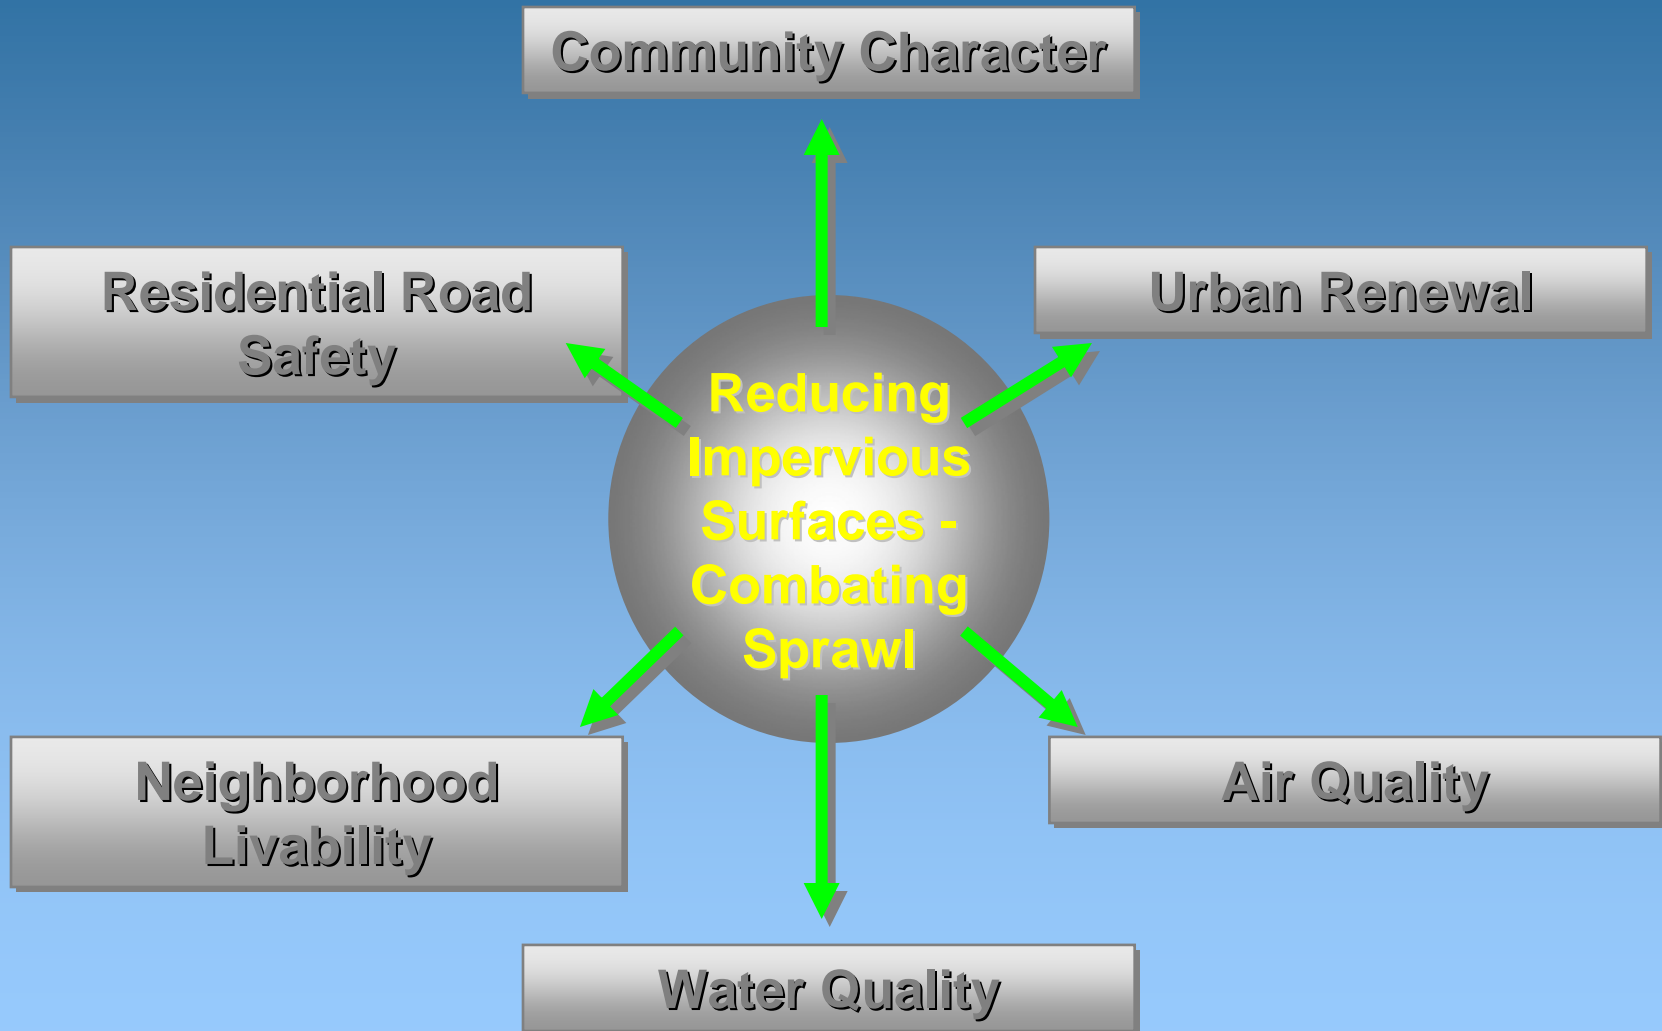 Community Character
Residential Road
Safety
Urban Renewal
Reducing
Impervious
Surfaces -
Combating
Sprawl
Neighborhood
Livability
Air Quality
Water Quality